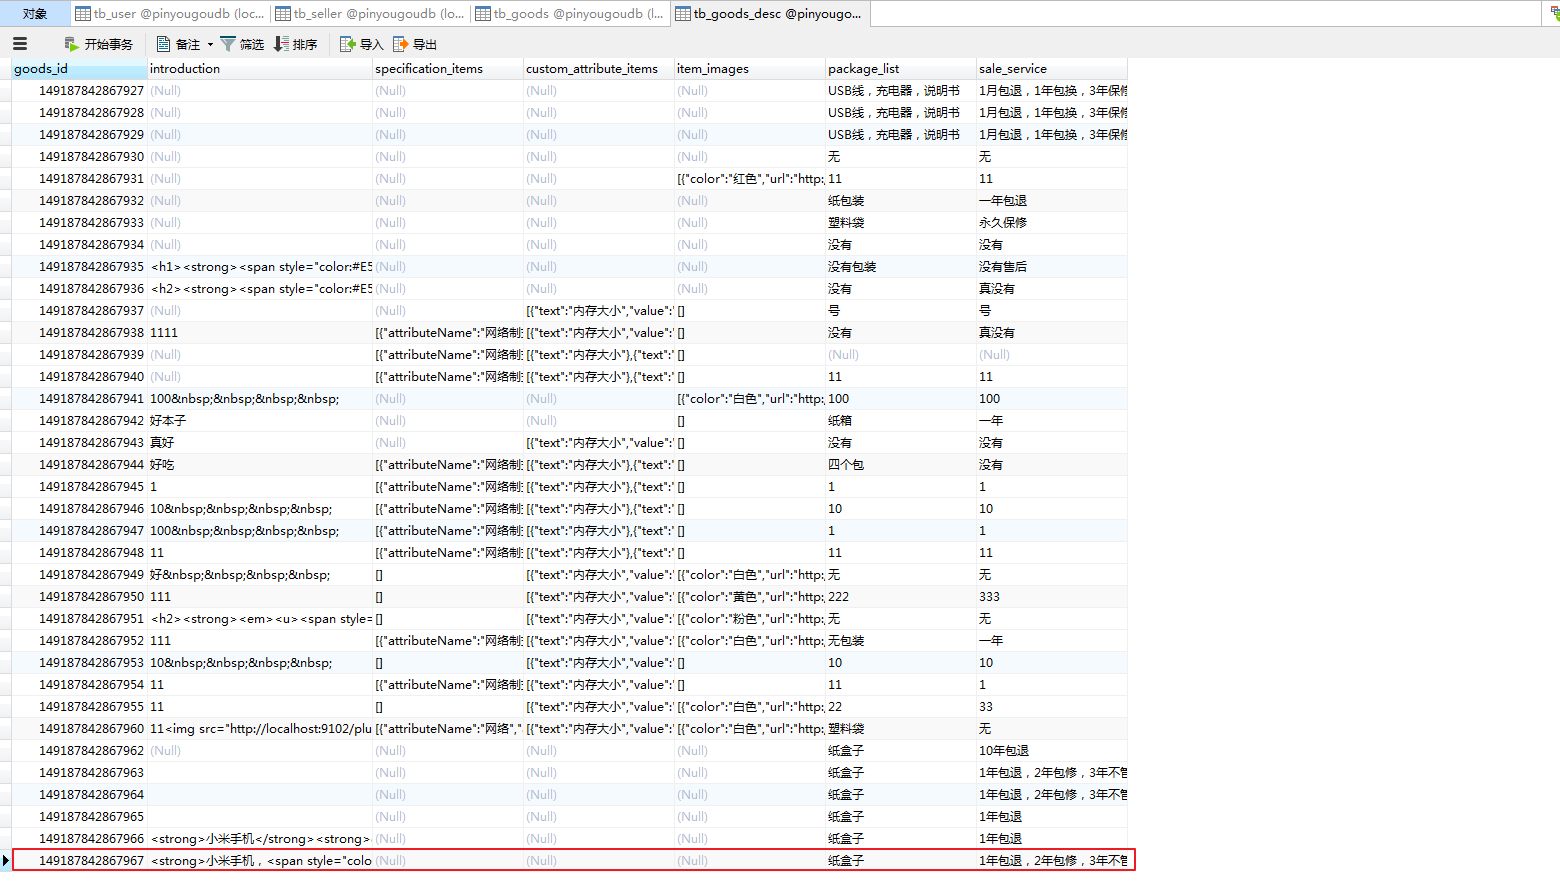 对象 tb_user @pinyougoudb (loc... tb_seller @pinyougoudb (lo... tb_goods @pinyougoudb (l... tb_goods_desc @pinyougo...
开始事务 备注 筛选 排序 导入 导出
goods_id introduction specification_items custom_attribute_items item_images package_list sale_service
149187842867927 (Null) (Null) (Null) (Null) USB线，充电器，说明书 1月包退，1年包换，3年保修
149187842867928 (Null) (Null) (Null) (Null) USB线，充电器，说明书 1月包退，1年包换，3年保修
149187842867929 (Null) (Null) (Null) (Null) USB线，充电器，说明书 1月包退，1年包换，3年保修
149187842867930 (Null) (Null) (Null) (Null) 无 无
149187842867931 (Null) (Null) (Null) [{"color":"红色","url":"http: 11 11
149187842867932 (Null) (Null) (Null) (Null) 纸包装 一年包退
149187842867933 (Null) (Null) (Null) (Null) 塑料袋 永久保修
149187842867934 (Null) (Null) (Null) (Null) 没有 没有
149187842867935 <h1><strong><span style="color:#E5 (Null) (Null) (Null) 没有包装 没有售后
149187842867936 <h2><strong><span style="color:#E5 (Null) (Null) (Null) 没有 真没有
149187842867937 (Null) (Null) [{"text":"内存大小","value":" [] 号 号
149187842867938 1111 [{"attributeName":"网络制式 [{"text":"内存大小","value":" [] 没有 真没有
149187842867939 (Null) [{"attributeName":"网络制式 [{"text":"内存大小"},{"text":" [] (Null) (Null)
149187842867940 (Null) [{"attributeName":"网络制式 [{"text":"内存大小"},{"text":" [] 11 11
149187842867941 100&nbsp;&nbsp;&nbsp;&nbsp; (Null) (Null) [{"color":"白色","url":"http: 100 100
149187842867942 好本子 (Null) (Null) [] 纸箱 一年
149187842867943 真好 (Null) [{"text":"内存大小","value":" [] 没有 没有
149187842867944 好吃 [{"attributeName":"网络制式 [{"text":"内存大小"},{"text":" [] 四个包 没有
149187842867945 1 [{"attributeName":"网络制式 [{"text":"内存大小"},{"text":" [] 1 1
149187842867946 10&nbsp;&nbsp;&nbsp;&nbsp; [{"attributeName":"网络制式 [{"text":"内存大小"},{"text":" [] 10 10
149187842867947 100&nbsp;&nbsp;&nbsp;&nbsp; [{"attributeName":"网络制式 [{"text":"内存大小"},{"text":" [] 1 1
149187842867948 11 [{"attributeName":"网络制式 [{"text":"内存大小"},{"text":" [] 11 11
149187842867949 好&nbsp;&nbsp;&nbsp;&nbsp; [] [{"text":"内存大小","value":" [{"color":"白色","url":"http: 无 无
149187842867950 111 [] [{"text":"内存大小","value":" [{"color":"黄色","url":"http: 222 333
149187842867951 <h2><strong><em><u><span style= [] [{"text":"内存大小","value":" [{"color":"粉色","url":"http: 无 无
149187842867952 111 [{"attributeName":"网络制式 [{"text":"内存大小","value":" [{"color":"白色","url":"http: 无包装 一年
149187842867953 10&nbsp;&nbsp;&nbsp;&nbsp; [] [{"text":"内存大小","value":" [] 10 10
149187842867954 11 [{"attributeName":"网络制式 [{"text":"内存大小","value":" [] 11 1
149187842867955 11 [] [{"text":"内存大小","value":" [{"color":"白色","url":"http: 22 33
149187842867960 11<img src="http://localhost:9102/plu [{"attributeName":"网络"," [{"text":"内存大小","value":" [{"color":"白色","url":"http: 塑料袋 无
149187842867962 (Null) (Null) (Null) (Null) 纸盒子 10年包退
149187842867963 (Null) (Null) (Null) 纸盒子 1年包退，2年包修，3年不管
149187842867964 (Null) (Null) (Null) 纸盒子 1年包退，2年包修，3年不管
149187842867965 (Null) (Null) (Null) 纸盒子 1年包退
149187842867966 <strong>小米手机</strong><strong> (Null) (Null) (Null) 纸盒子 1年包退
149187842867967 <strong>小米手机，<span style="colo (Null) (Null) (Null) 纸盒子 1年包退，2年包修，3年不管